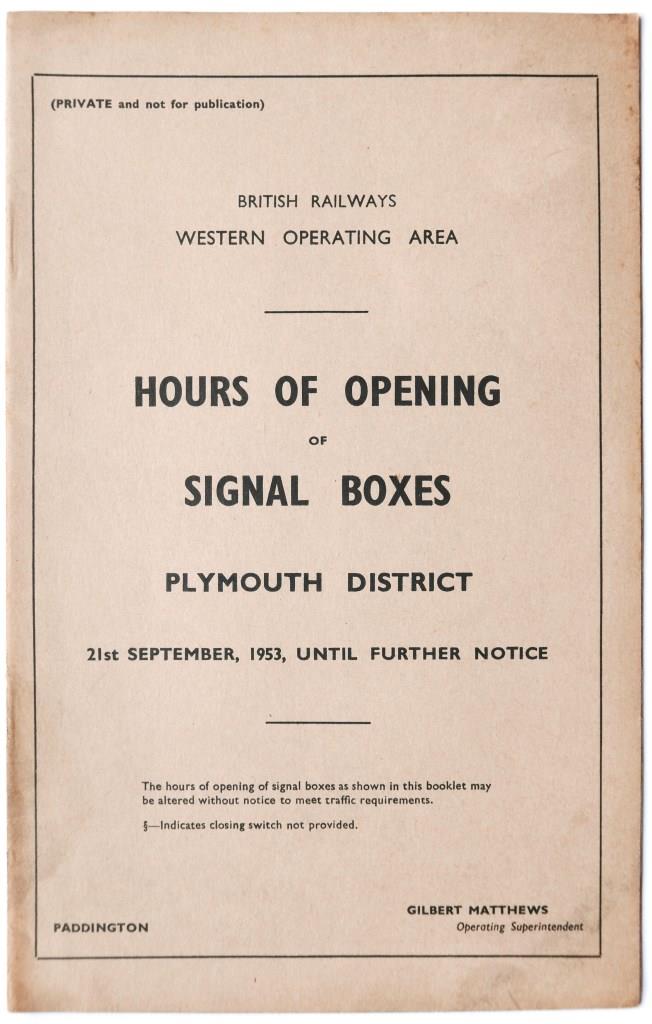 (PRIVATE and not for publication)
BRITISH RAILWAYS
WESTERN OPERATING AREA
HOURS OF OPENING
OF
SIGNAL BOXES
PLYMOUTH DISTRICT
21st SEPTEMBER, 1953, UNTIL FURTHER NOTICE
The hours of opening of signal boxes as shown in this booklet may
be altered without notice to meet traffic requirements.
§—Indicates closing switch not provided.
GILBERT MATTHEWS
PADDINGTON Operating Superintendent